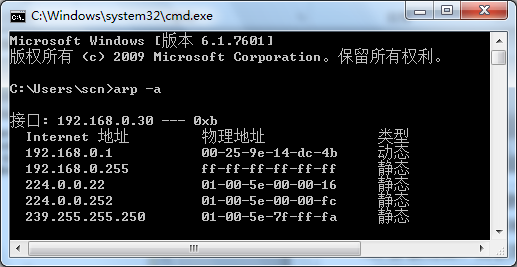 C:\Windows\system32\cmd.exe
Microsoft Windows [版本 6.1.7601]
版权所有 (c) 2009 Microsoft Corporation。保留所有权利。
C:\Users\scn>arp -a
接口: 192.168.0.30 --- 0xb
Internet 地址 物理地址 类型
192.168.0.1 00-25-9e-14-dc-4b 动态
192.168.0.255 ff-ff-ff-ff-ff-ff 静态
224.0.0.22 01-00-5e-00-00-16 静态
224.0.0.252 01-00-5e-00-00-fc 静态
239.255.255.250 01-00-5e-7f-ff-fa 静态